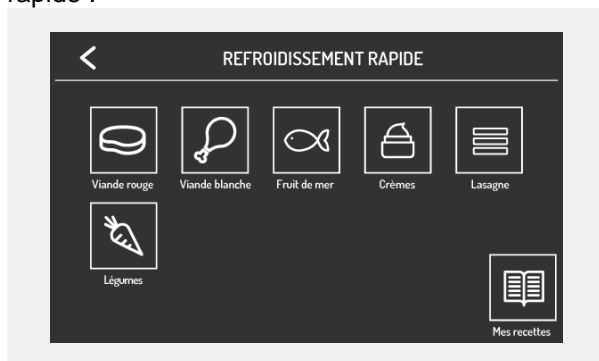 rapide :
REFROIDISSEMENT RAPIDE
Viande rouge
Viande blanche
Fruit de mer
Crèmes
Lasagne
Légumes
Mes recettes